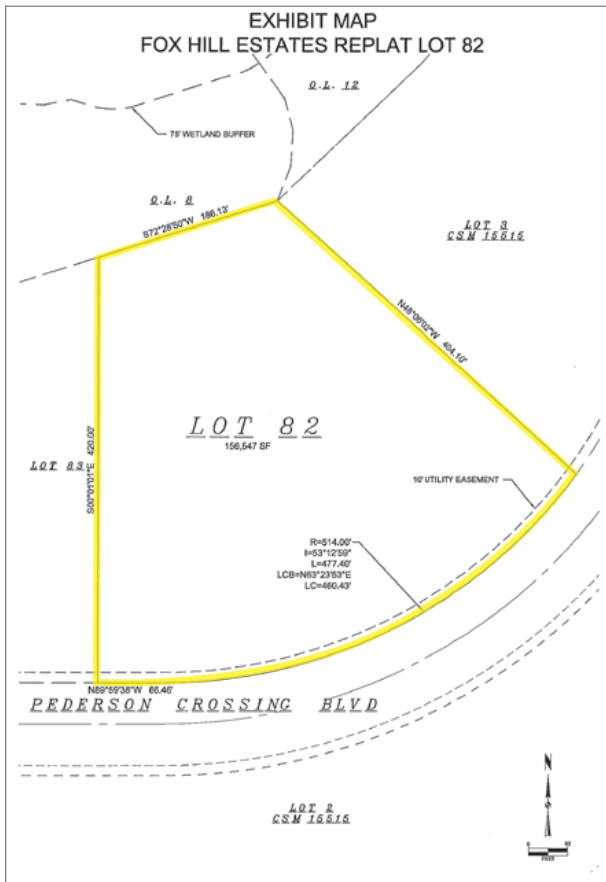 EXHIBIT MAP
FOX HILL ESTATES REPLAT LOT 82
O.L. 12
75' WETLAND BUFFER
O.L. 8
S72°28'50"W 186.13'
LOT 3
CSM 15515
N48°06'02"W 404.10'
LOT 82
156,547 SF
LOT 83
S00°01'01"E 420.00'
10' UTILITY EASEMENT
R=514.00'
I=53°12'59"
L=477.40'
LCB=N63°23'53"E
LC=460.43'
N89°59'38"W 66.46'
PEDERSON CROSSING BLVD
LOT 2
CSM 15515
N
0
FEET